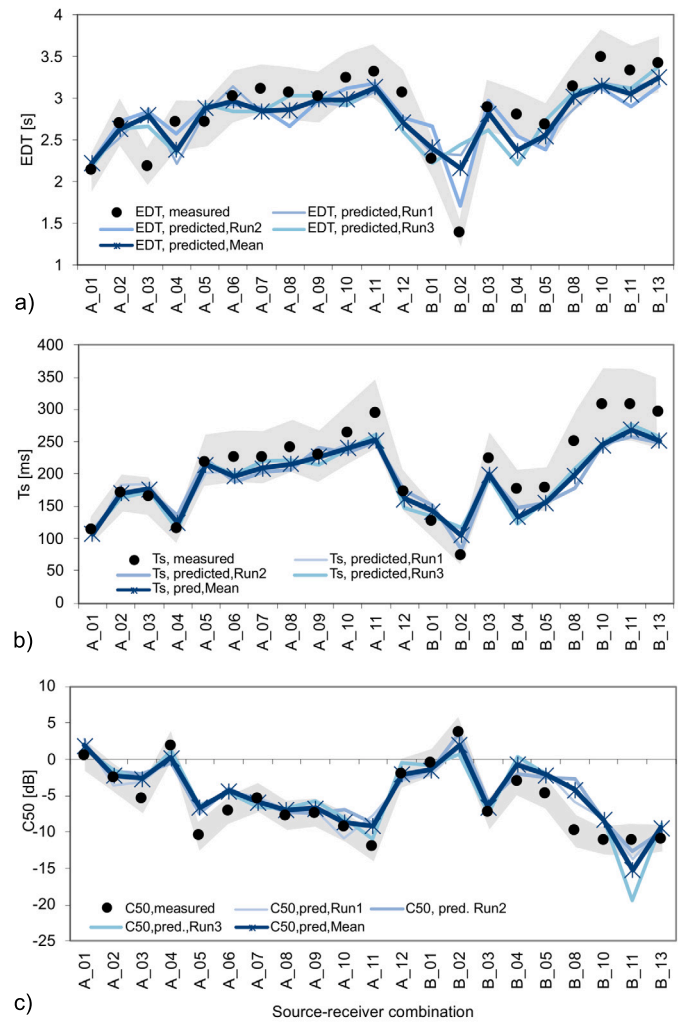 4
3.5
3
2.5
2
1.5
1
EDT [s]
EDT, measured
EDT, predicted,Run1
EDT, predicted,Run2
EDT, predicted,Run3
EDT, predicted,Mean
A_01 A_02 A_03 A_04 A_05 A_06 A_07 A_08 A_09 A_10 A_11 A_12 B_01 B_02 B_03 B_04 B_05 B_08 B_10 B_11 B_13
a)
400
350
300
250
200
150
100
50
00
Ts [ms]
Ts, measured
Ts, predicted,Run1
Ts, predicted,Run2
Ts, predicted,Run3
Ts, pred,Mean
A_01 A_02 A_03 A_04 A_05 A_06 A_07 A_08 A_09 A_10 A_11 A_12 B_01 B_02 B_03 B_04 B_05 B_08 B_10 B_11 B_13
b)
10
5
0
-5
-10
-15
-20
-25
C50 [dB]
C50,measured
C50,pred,Run1
C50, pred. Run2
C50,pred.,Run3
C50,pred,Mean
A_01 A_02 A_03 A_04 A_05 A_06 A_07 A_08 A_09 A_10 A_11 A_12 B_01 B_02 B_03 B_04 B_05 B_08 B_10 B_11 B_13
c)
Source-receiver combination